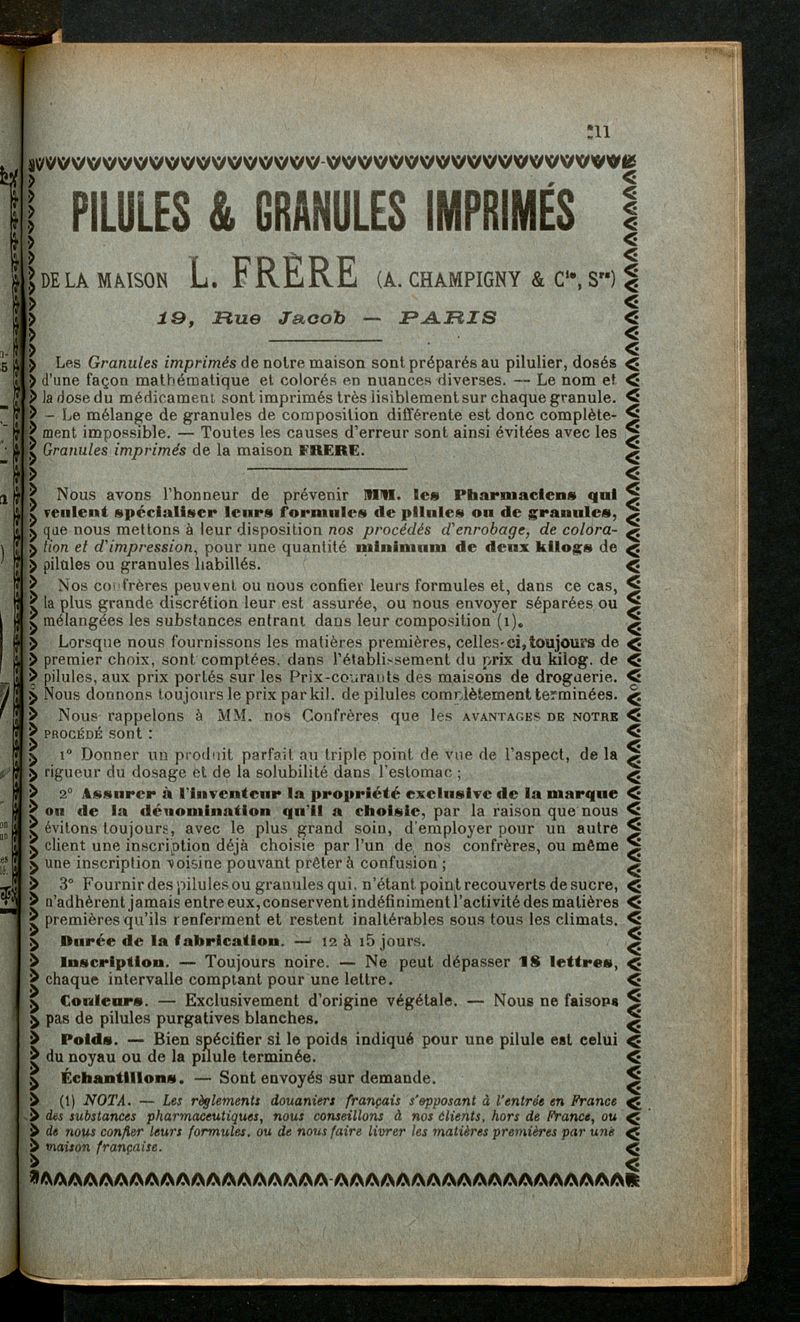 211
PILULES & GRANULES IMPRIMÉS
DE LA MAISON L. FRÈRE (A. CHAMPIGNY & Cie, Srs)
19, Rue Jacob — PARIS
Les Granules imprimés de notre maison sont préparés au pilulier, dosés
d'une façon mathématique et colorés en nuances diverses. — Le nom et
la dose du médicament sont imprimés très lisiblement sur chaque granule.
— Le mélange de granules de composition différente est donc complète-
ment impossible. — Toutes les causes d'erreur sont ainsi évitées avec les
Granules imprimés de la maison FRERE.
Nous avons l'honneur de prévenir MM. les Pharmaciens qui
veulent spécialiser leurs formules de pilules ou de granules,
que nous mettons à leur disposition nos procédés d'enrobage, de colora-
tion et d'impression, pour une quantité minimum de deux kilogs de
pilules ou granules habillés.
Nos confrères peuvent ou nous confier leurs formules et, dans ce cas,
la plus grande discrétion leur est assurée, ou nous envoyer séparées ou
mélangées les substances entrant dans leur composition (1).
Lorsque nous fournissons les matières premières, celles-ci, toujours de
premier choix, sont comptées, dans l'établissement du prix du kilog. de
pilules, aux prix portés sur les Prix-courants des maisons de droguerie.
Nous donnons toujours le prix par kil. de pilules complètement terminées.
Nous rappelons à MM. nos Confrères que les AVANTAGES DE NOTRE
PROCÉDÉ sont :
1° Donner un produit parfait au triple point de vue de l'aspect, de la
rigueur du dosage et de la solubilité dans l'estomac ;
2° Assurer à l'inventeur la propriété exclusive de la marque
ou de la dénomination qu'il a choisie, par la raison que nous
évitons toujours, avec le plus grand soin, d'employer pour un autre
client une inscription déjà choisie par l'un de nos confrères, ou même
une inscription voisine pouvant prêter à confusion ;
3° Fournir des pilules ou granules qui, n'étant point recouverts de sucre,
n'adhèrent jamais entre eux, conservent indéfiniment l'activité des matières
premières qu'ils renferment et restent inaltérables sous tous les climats.
Durée de la fabrication. — 12 à 15 jours.
Inscription. — Toujours noire. — Ne peut dépasser 18 lettres,
chaque intervalle comptant pour une lettre.
Couleurs. — Exclusivement d'origine végétale. — Nous ne faisons
pas de pilules purgatives blanches.
Poids. — Bien spécifier si le poids indiqué pour une pilule est celui
du noyau ou de la pilule terminée.
Échantillons. — Sont envoyés sur demande.
(1) NOTA. — Les règlements douaniers français s'opposant à l'entrée en France
des substances pharmaceutiques, nous conseillons à nos clients, hors de France, ou
de nous confier leurs formules, ou de nous faire livrer les matières premières par une
maison française.